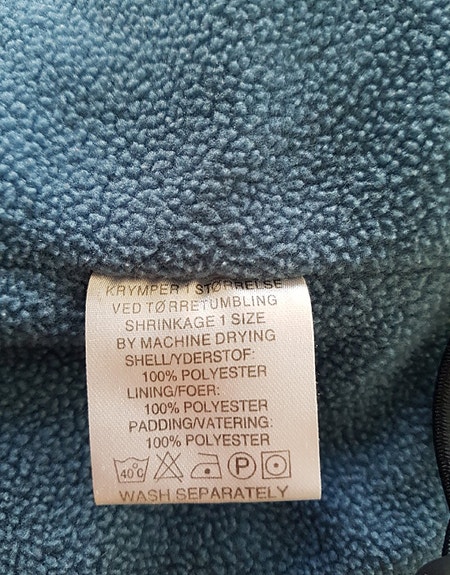 KRYMPER 1 STØRRELSE
VED TØRRETUMBLING
SHRINKAGE 1 SIZE
BY MACHINE DRYING
SHELL/YDERSTOF:
100% POLYESTER
LINING/FOER:
100% POLYESTER
PADDING/VATERING:
100% POLYESTER
40°C P
WASH SEPARATELY